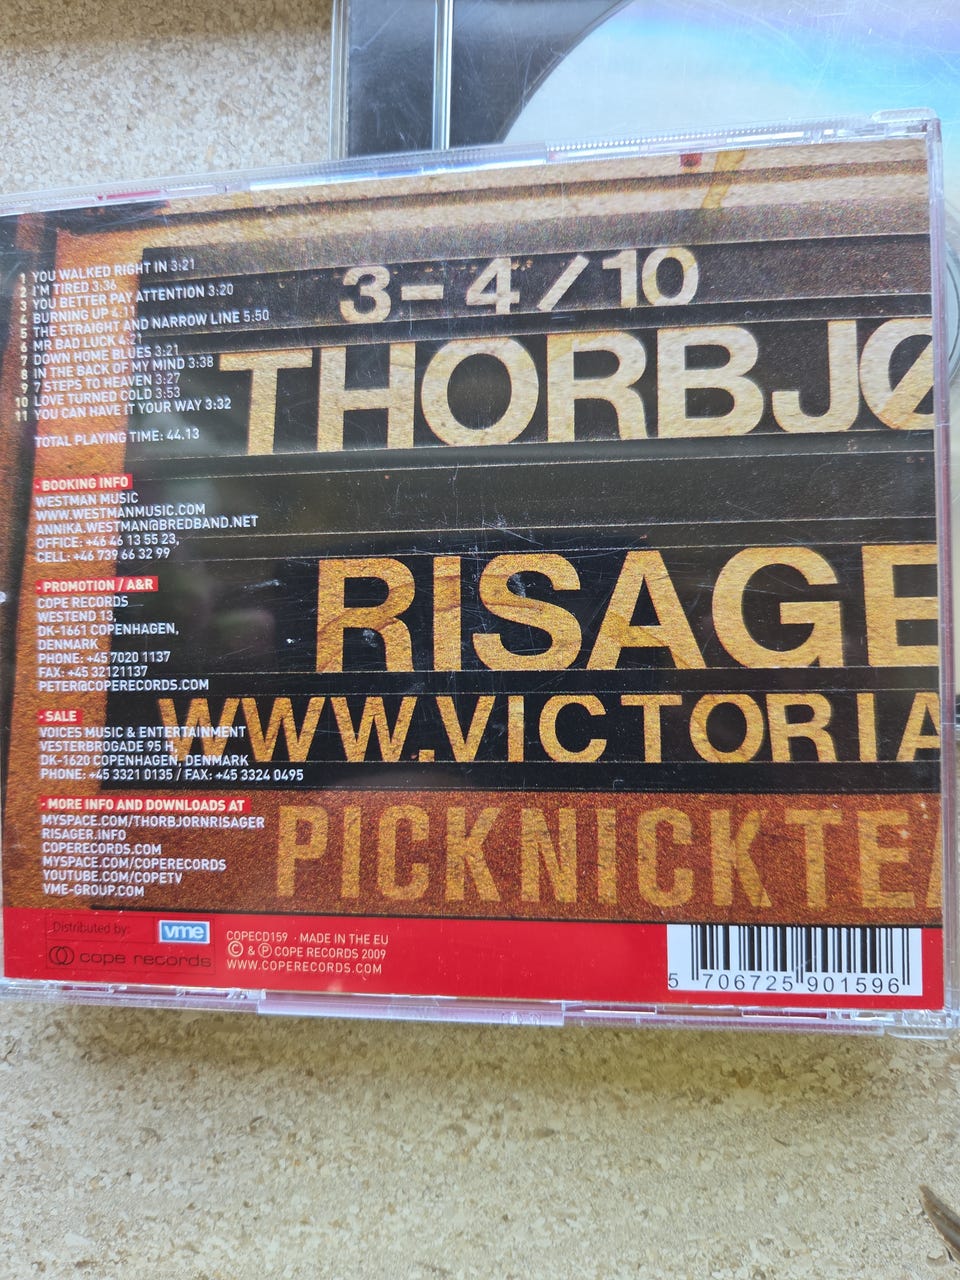 1 YOU WALKED RIGHT IN 3:21
2 I'M TIRED 3:36
3 YOU BETTER PAY ATTENTION 3:20
4 BURNING UP 4:11
5 THE STRAIGHT AND NARROW LINE 5:50
6 MR BAD LUCK 4:21
7 DOWN HOME BLUES 3:21
8 IN THE BACK OF MY MIND 3:38
9 7 STEPS TO HEAVEN 3:27
10 LOVE TURNED COLD 3:53
11 YOU CAN HAVE IT YOUR WAY 3:32
TOTAL PLAYING TIME: 44.13
3-4/10
THORBJØ
RISAGE
WWW.VICTORIA
PICKNICKTEA
· BOOKING INFO
WESTMAN MUSIC
WWW.WESTMANMUSIC.COM
ANNIKA.WESTMAN@BREDBAND.NET
OFFICE: +46 46 13 55 23,
CELL: +46 739 66 32 99
· PROMOTION / A&R
COPE RECORDS
WESTEND 13,
DK-1661 COPENHAGEN,
DENMARK
PHONE: +45 7020 1137
FAX: +45 32121137
PETER@COPERECORDS.COM
· SALE
VOICES MUSIC & ENTERTAINMENT
VESTERBROGADE 95 H,
DK-1620 COPENHAGEN, DENMARK
PHONE: +45 3321 0135 / FAX: +45 3324 0495
· MORE INFO AND DOWNLOADS AT
MYSPACE.COM/THORBJORNRISAGER
RISAGER.INFO
COPERECORDS.COM
MYSPACE.COM/COPERECORDS
YOUTUBE.COM/COPETV
VME-GROUP.COM
Distributed by: vme
cope records
COPECD159 · MADE IN THE EU
© & ℗ COPE RECORDS 2009
WWW.COPERECORDS.COM
5 706725 901596